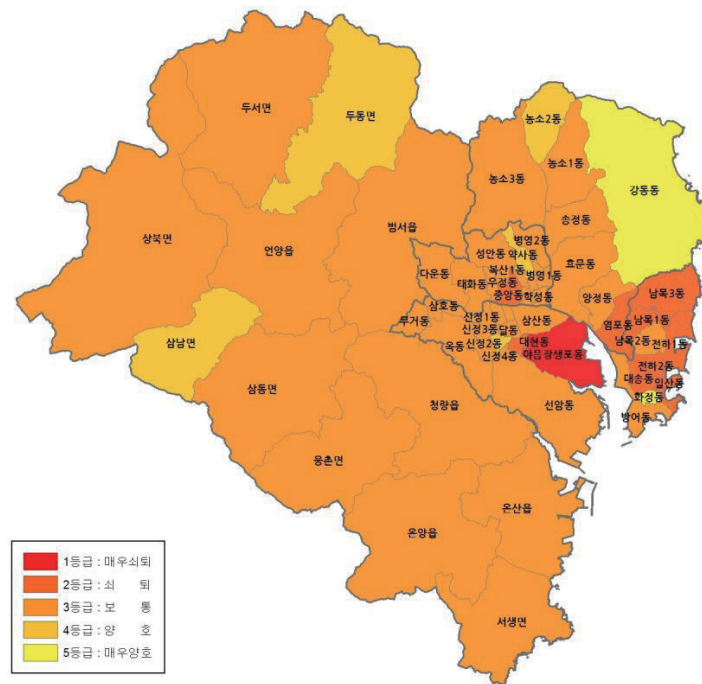 두서면
두동면
농소2동
농소1동
농소3동
강동동
상북면
언양읍
범서읍
송정동
병영2동
성안동 약사동
효문동
다운동
복산1동
우정동 병영1동
태화동
중앙동 학성동
양정동
남목3동
삼호동
무거동
신정1동 삼산동
신정3동 달동
염포동 남목1동
옥동 신정2동
대현동
남목2동 전하1동
신정4동
야음장생포동
삼남면
전하2동
대송동 일산동
삼동면
청량읍
선암동
화정동
방어동
웅촌면
온산읍
온양읍
서생면
1등급 : 매우쇠퇴
2등급 : 쇠 퇴
3등급 : 보 통
4등급 : 양 호
5등급 : 매우양호